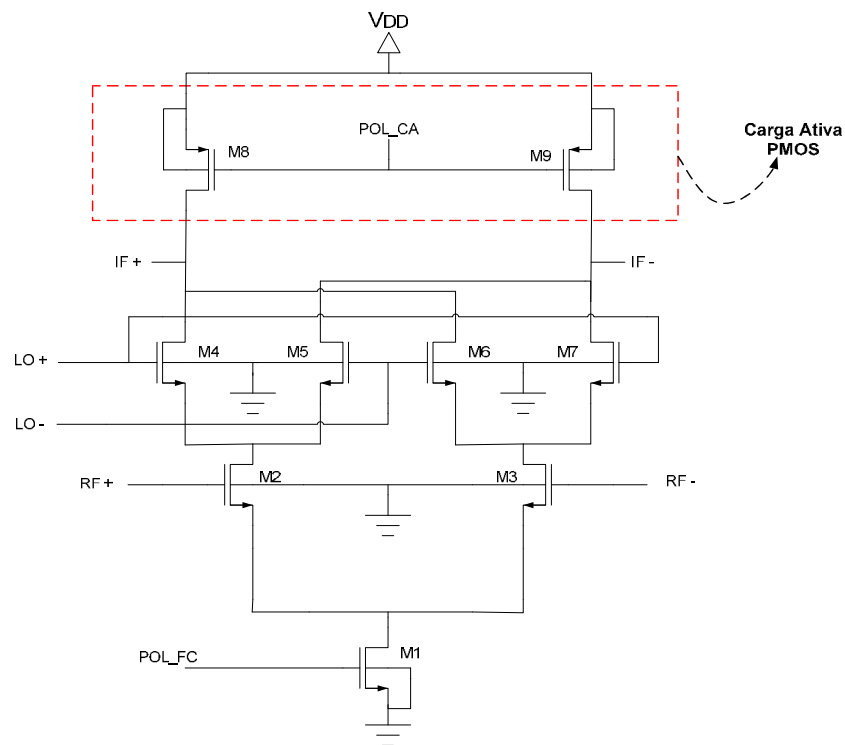 VDD
POL_CA
M8
M9
Carga Ativa
PMOS
IF+
IF-
LO+
M4
M5
M6
M7
LO-
RF+
M2
M3
RF-
POL_FC
M1